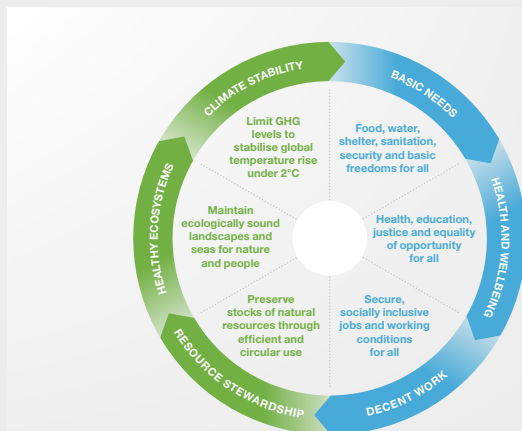 CLIMATE STABILITY
BASIC NEEDS
Limit GHG
levels to
stabilise global
temperature rise
under 2°C
Food, water,
shelter, sanitation,
security and basic
freedoms for all
HEALTHY ECOSYSTEMS
Maintain
ecologically sound
landscapes and
seas for nature
and people
Health, education,
justice and equality
of opportunity
for all
HEALTH AND WELLBEING
Preserve
stocks of natural
resources through
efficient and
circular use
Secure,
socially inclusive
jobs and working
conditions
for all
RESOURCE STEWARDSHIP
DECENT WORK